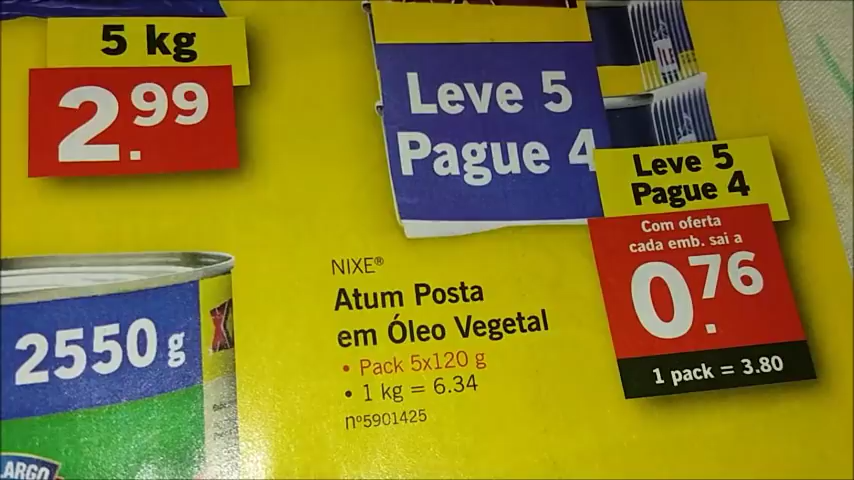 5 kg
2.99
Leve 5
Pague 4
Leve 5
Pague 4
Com oferta
cada emb. sai a
0.76
1 pack = 3.80
NIXE®
Atum Posta
em Óleo Vegetal
• Pack 5x120 g
• 1 kg = 6.34
nº5901425
2550 g
LARGO